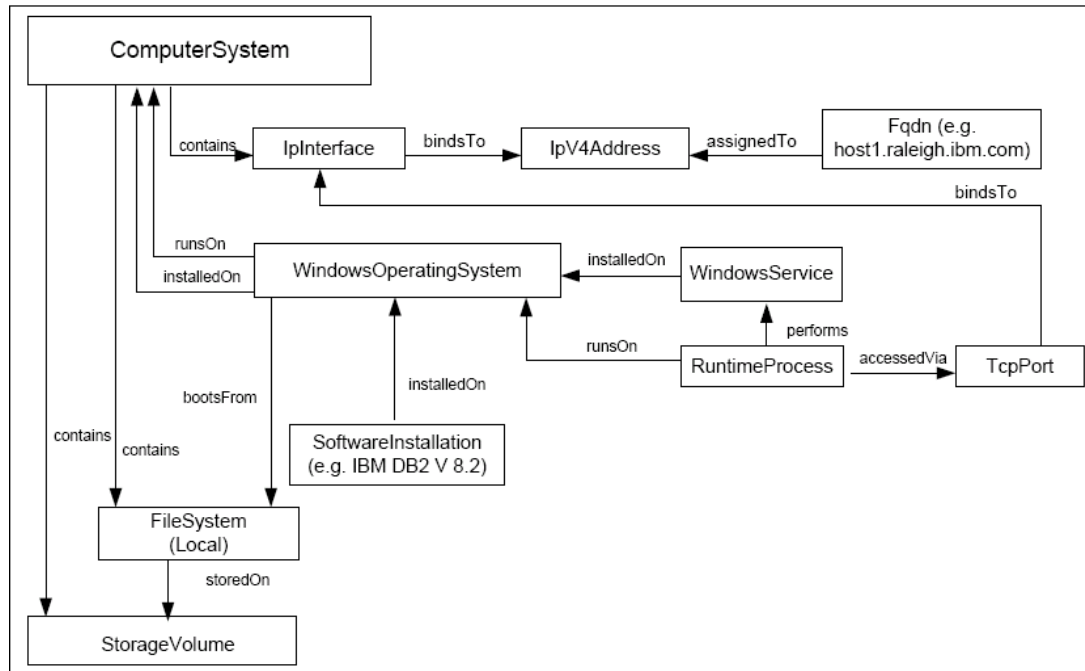 ComputerSystem
contains
IpInterface
bindsTo
IpV4Address
assignedTo
Fqdn (e.g.
host1.raleigh.ibm.com)
bindsTo
runsOn
installedOn
WindowsOperatingSystem
installedOn
WindowsService
performs
runsOn
RuntimeProcess
accessedVia
TcpPort
bootsFrom
installedOn
SoftwareInstallation
(e.g. IBM DB2 V 8.2)
contains
contains
FileSystem
(Local)
storedOn
StorageVolume